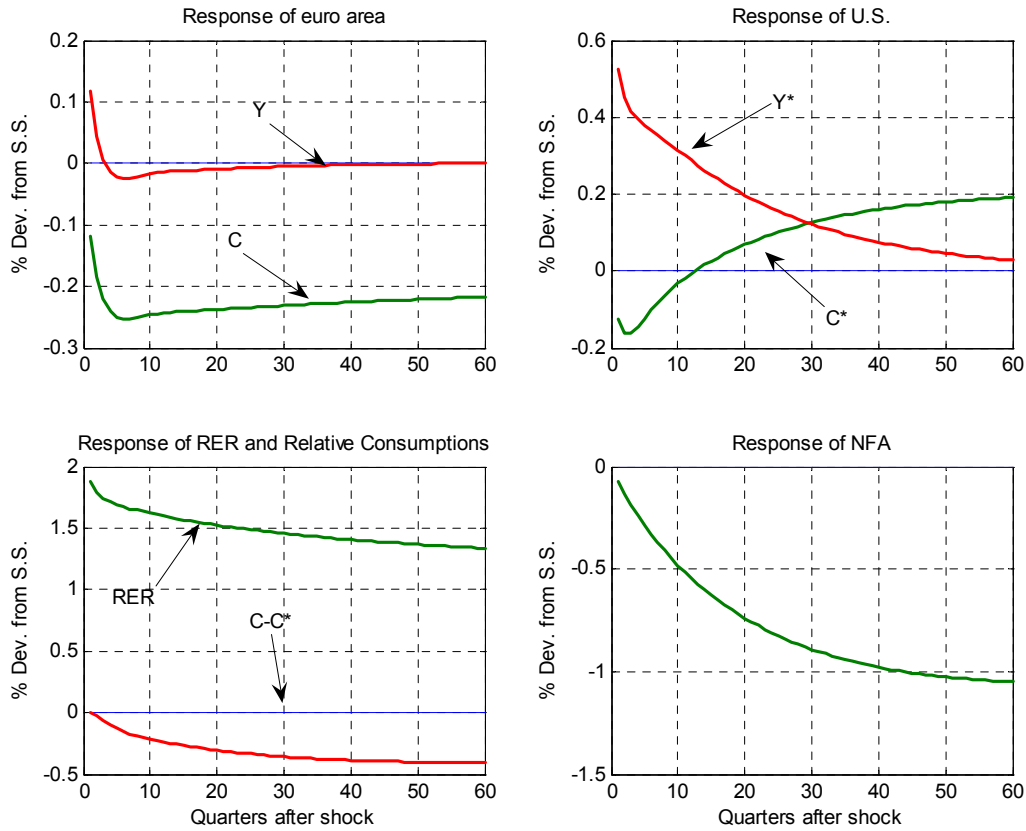 Response of euro area
% Dev. from S.S.
0.2
0.1
0
-0.1
-0.2
-0.3
Y
C
0 10 20 30 40 50 60
Response of U.S.
% Dev. from S.S.
0.6
0.4
0.2
0
-0.2
Y*
C*
0 10 20 30 40 50 60
Response of RER and Relative Consumptions
% Dev. from S.S.
2
1.5
1
0.5
0
-0.5
RER
C-C*
0 10 20 30 40 50 60
Quarters after shock
Response of NFA
% Dev. from S.S.
0
-0.5
-1
-1.5
0 10 20 30 40 50 60
Quarters after shock